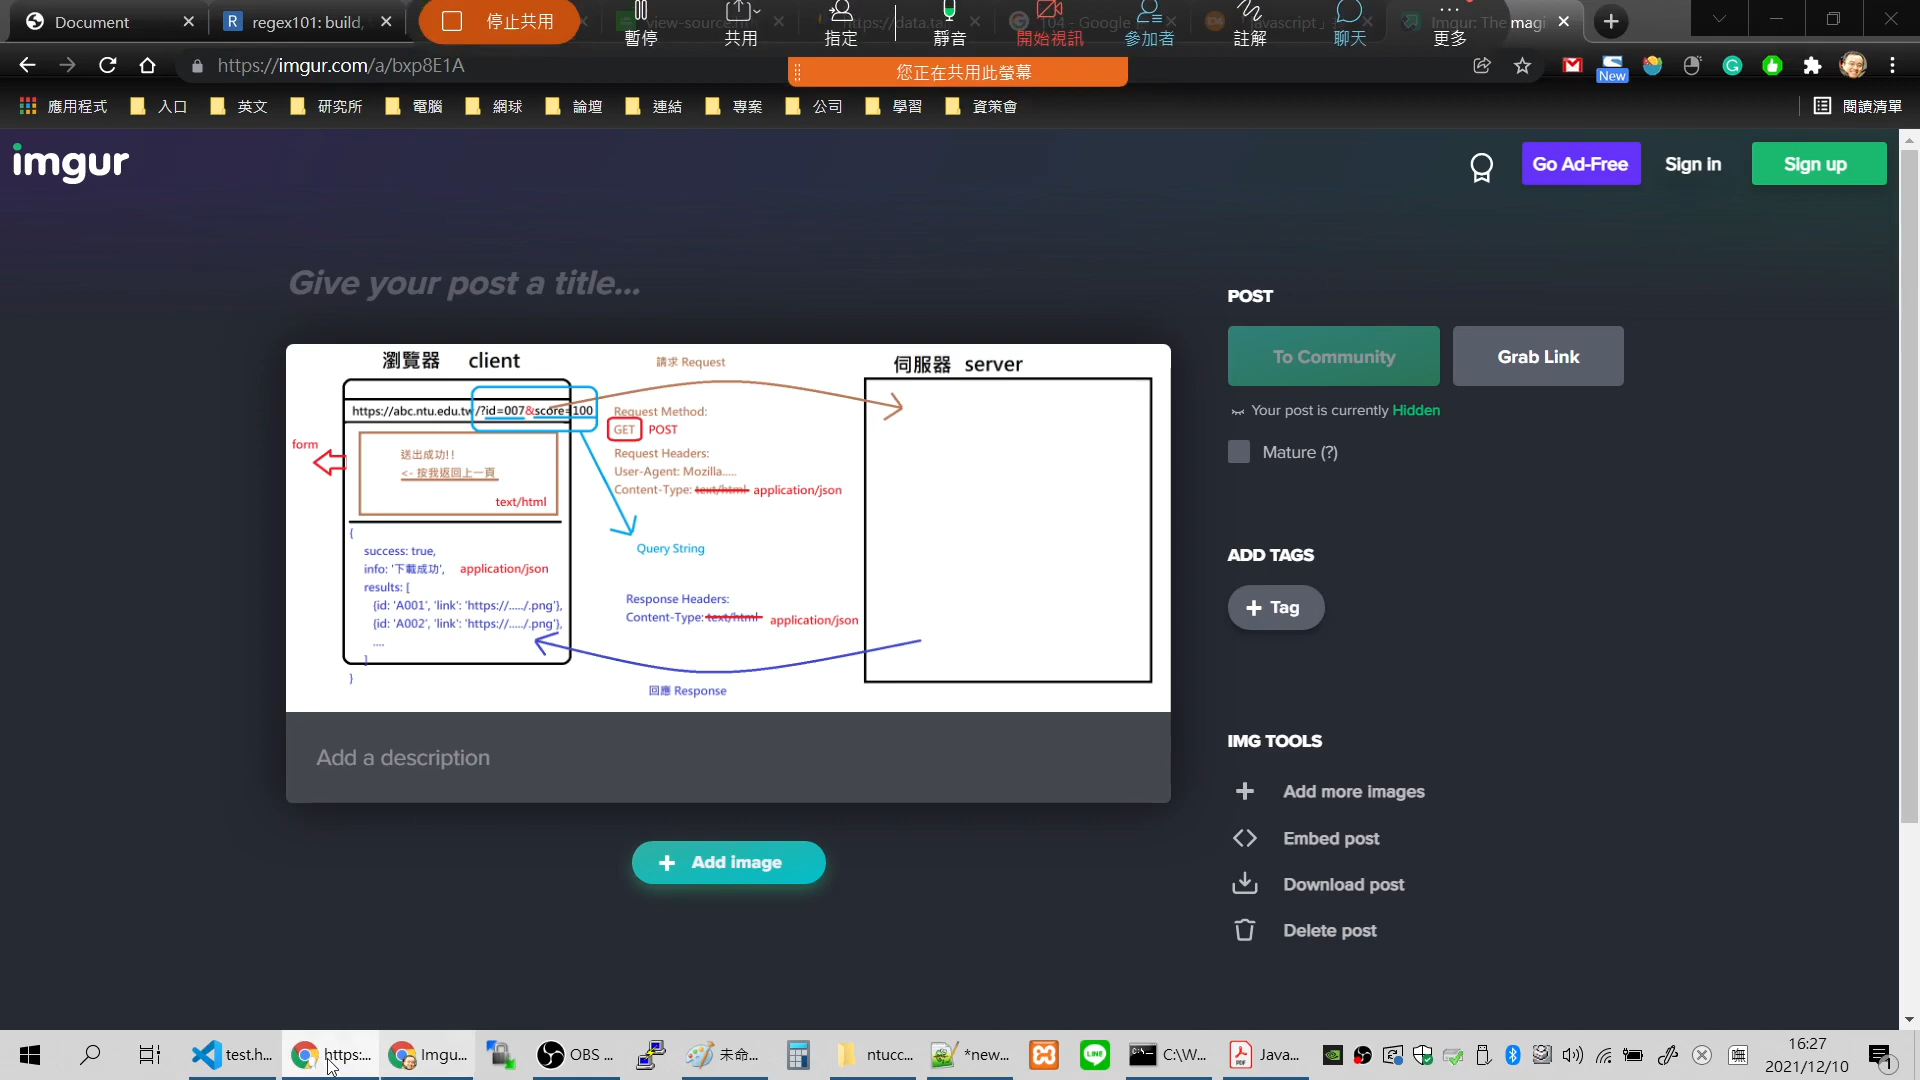 Document
regex101: build,
停止共用
view-source:h
https://data.ta
104 - Google
Javascript
Imgur: The magi
暫停
共用
指定
靜音
開始視訊
參加者
註解
聊天
更多
https://imgur.com/a/bxp8E1A
您正在共用此螢幕
New
應用程式
入口
英文
研究所
電腦
網球
論壇
連結
專案
公司
學習
資策會
閱讀清單
imgur
Go Ad-Free
Sign in
Sign up
Give your post a title...
POST
To Community
Grab Link
Your post is currently Hidden
Mature (?)
瀏覽器 client
請求 Request
伺服器 server
https://abc.ntu.edu.tw/?id=007&score=100
Request Method:
GET POST
form
送出成功!!
<- 按我返回上一頁
text/html
Request Headers:
User-Agent: Mozilla.....
Content-Type: text/html application/json
Query String
{
success: true,
info: '下載成功', application/json
results: [
{id: 'A001', 'link': 'https://...../.png'},
{id: 'A002', 'link': 'https://...../.png'},
....
]
}
Response Headers:
Content-Type: text/html application/json
回應 Response
Add a description
Add image
ADD TAGS
Tag
IMG TOOLS
Add more images
Embed post
Download post
Delete post
test.h...
https:...
Imgu...
OBS ...
未命...
ntucc...
*new...
LINE
C:\W...
Java...
16:27
2021/12/10
1